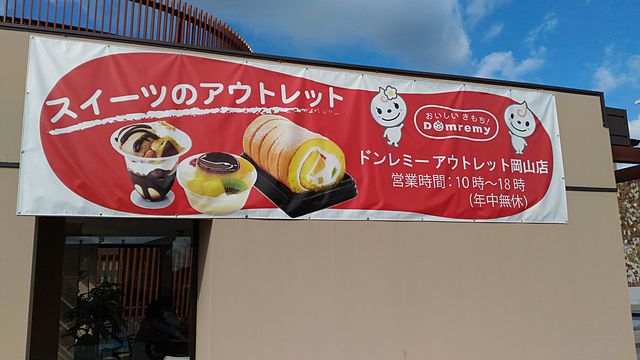 スイーツのアウトレット
おいしいきもち!
Domremy
ドンレミー アウトレット岡山店
営業時間：10時〜18時
(年中無休)